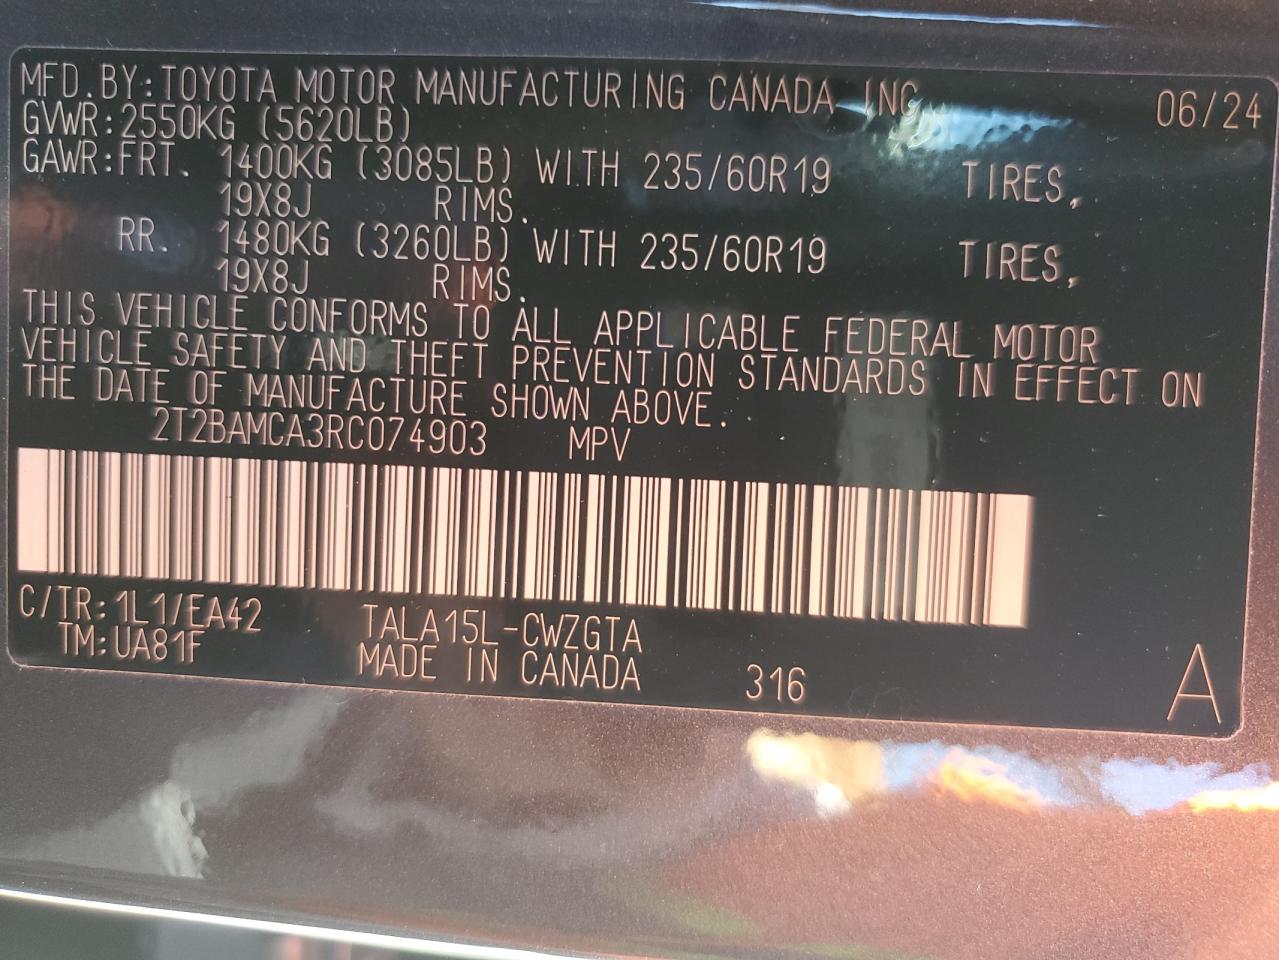 MFD.BY:TOYOTA MOTOR MANUFACTURING CANADA INC. 06/24
GVWR:2550KG (5620LB)
GAWR:FRT. 1400KG (3085LB) WITH 235/60R19 TIRES,
19X8J RIMS.
RR. 1480KG (3260LB) WITH 235/60R19 TIRES,
19X8J RIMS.
THIS VEHICLE CONFORMS TO ALL APPLICABLE FEDERAL MOTOR
VEHICLE SAFETY AND THEFT PREVENTION STANDARDS IN EFFECT ON
THE DATE OF MANUFACTURE SHOWN ABOVE.
2T2BAMCA3RC074903 MPV
C/TR:1L1/EA42 TALA15L-CWZGTA
TM:UA81F MADE IN CANADA 316 A